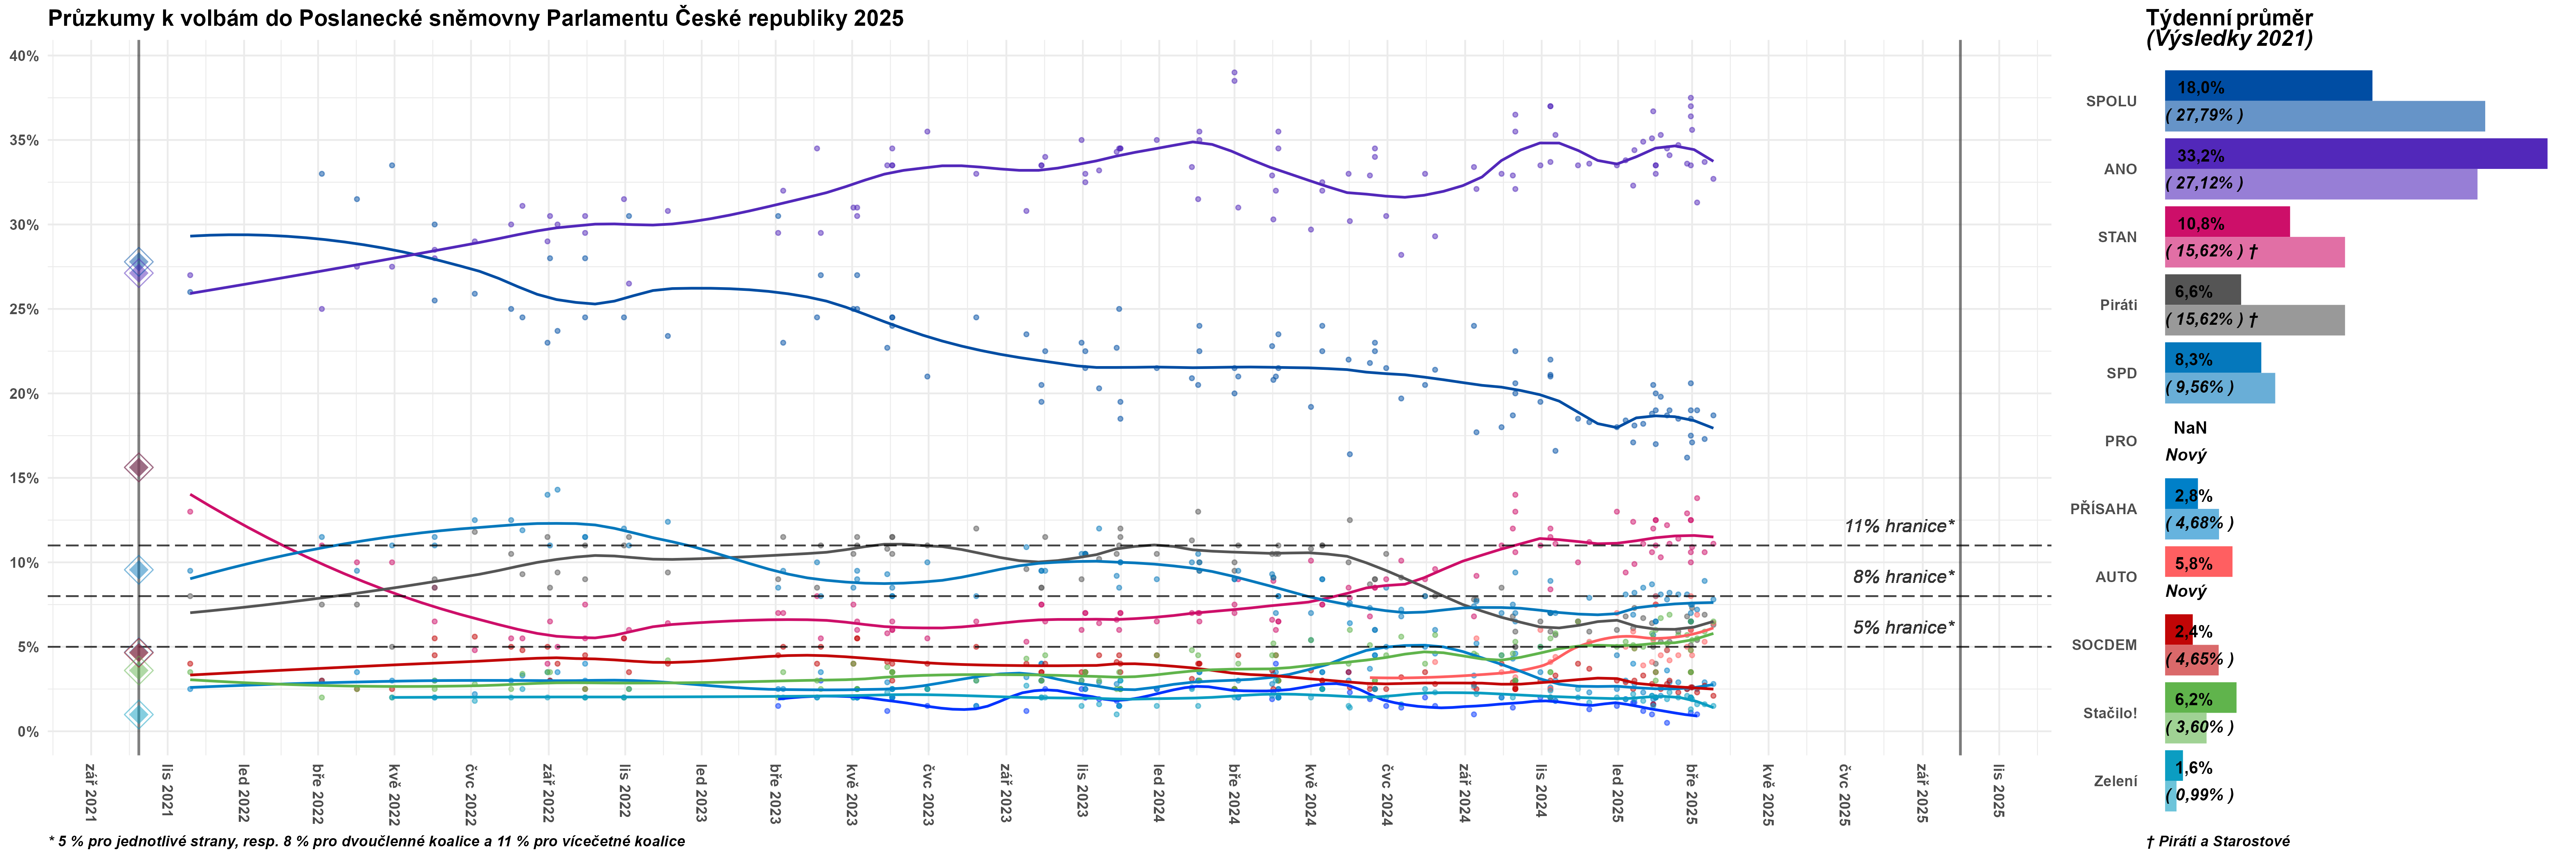 Průzkumy k volbám do Poslanecké sněmovny Parlamentu České republiky 2025
40%
35%
30%
25%
20%
15%
10%
5%
0%
11% hranice*
8% hranice*
5% hranice*
zář 2021
lis 2021
led 2022
bře 2022
kvě 2022
čvc 2022
zář 2022
lis 2022
led 2023
bře 2023
kvě 2023
čvc 2023
zář 2023
lis 2023
led 2024
bře 2024
kvě 2024
čvc 2024
zář 2024
lis 2024
led 2025
bře 2025
kvě 2025
čvc 2025
zář 2025
lis 2025
* 5 % pro jednotlivé strany, resp. 8 % pro dvoučlenné koalice a 11 % pro vícečetné koalice
Týdenní průměr
(Výsledky 2021)
SPOLU
18,0%
( 27,79% )
ANO
33,2%
( 27,12% )
STAN
10,8%
( 15,62% ) †
Piráti
6,6%
( 15,62% ) †
SPD
8,3%
( 9,56% )
PRO
NaN
Nový
PŘÍSAHA
2,8%
( 4,68% )
AUTO
5,8%
Nový
SOCDEM
2,4%
( 4,65% )
Stačilo!
6,2%
( 3,60% )
Zelení
1,6%
( 0,99% )
† Piráti a Starostové